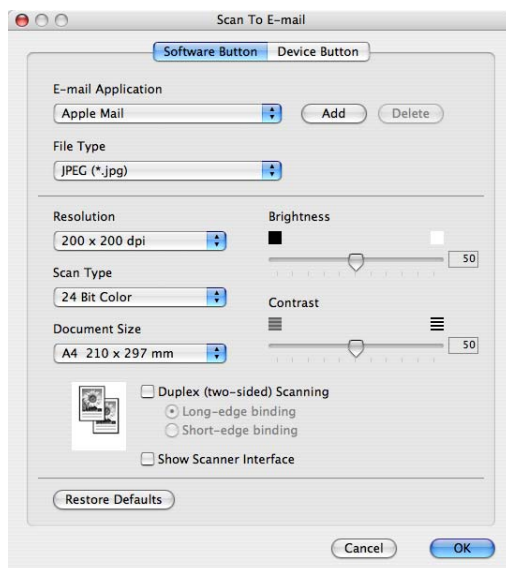 Scan To E-mail
Software Button Device Button
E-mail Application
Apple Mail Add Delete
File Type
JPEG (*.jpg)
Resolution Brightness
200 x 200 dpi 50
Scan Type
24 Bit Color Contrast
Document Size 50
A4 210 x 297 mm
Duplex (two-sided) Scanning
Long-edge binding
Short-edge binding
Show Scanner Interface
Restore Defaults
Cancel OK